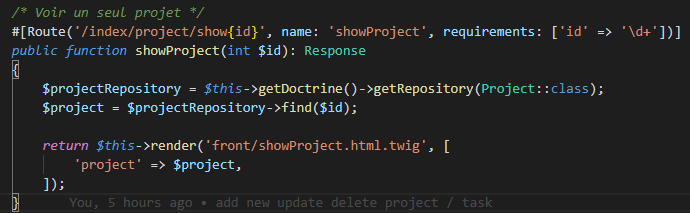 /* Voir un seul projet */
#[Route('/index/project/show{id}', name: 'showProject', requirements: ['id' => '\d+'])]
public function showProject(int $id): Response
{
    $projectRepository = $this->getDoctrine()->getRepository(Project::class);
    $project = $projectRepository->find($id);

    return $this->render('front/showProject.html.twig', [
        'project' => $project,
    ]);
}     You, 5 hours ago • add new update delete project / task